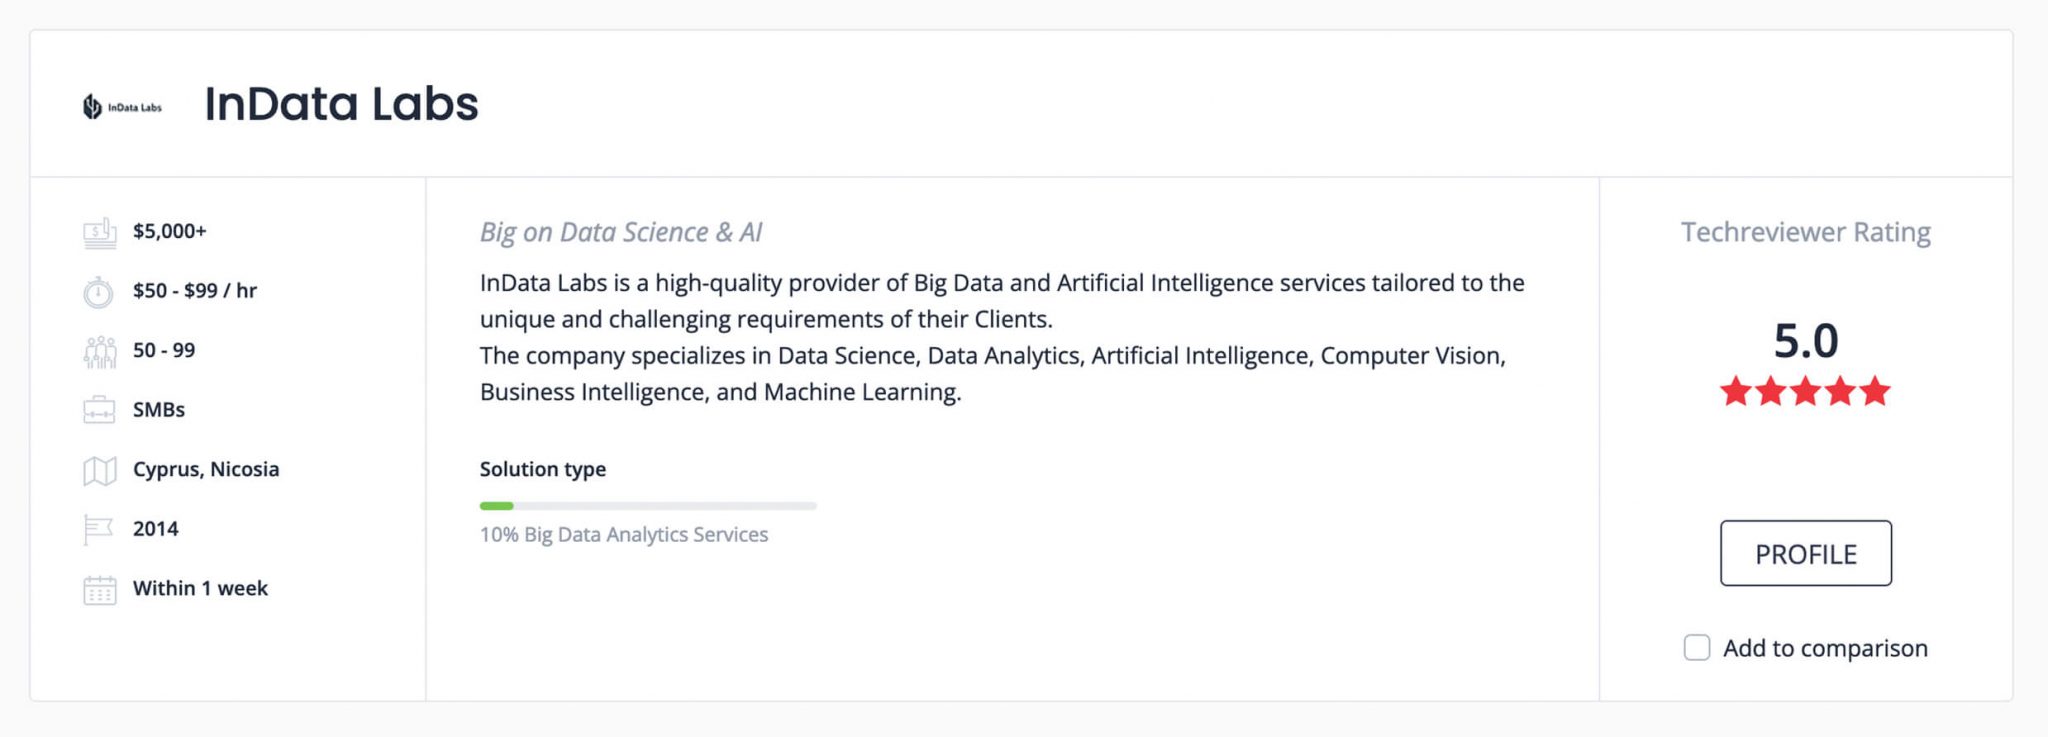 InData Labs
InData Labs
$5,000+
$50 - $99 / hr
50 - 99
SMBs
Cyprus, Nicosia
2014
Within 1 week
Big on Data Science & AI
InData Labs is a high-quality provider of Big Data and Artificial Intelligence services tailored to the
unique and challenging requirements of their Clients.
The company specializes in Data Science, Data Analytics, Artificial Intelligence, Computer Vision,
Business Intelligence, and Machine Learning.
Solution type
10% Big Data Analytics Services
Techreviewer Rating
5.0
PROFILE
Add to comparison